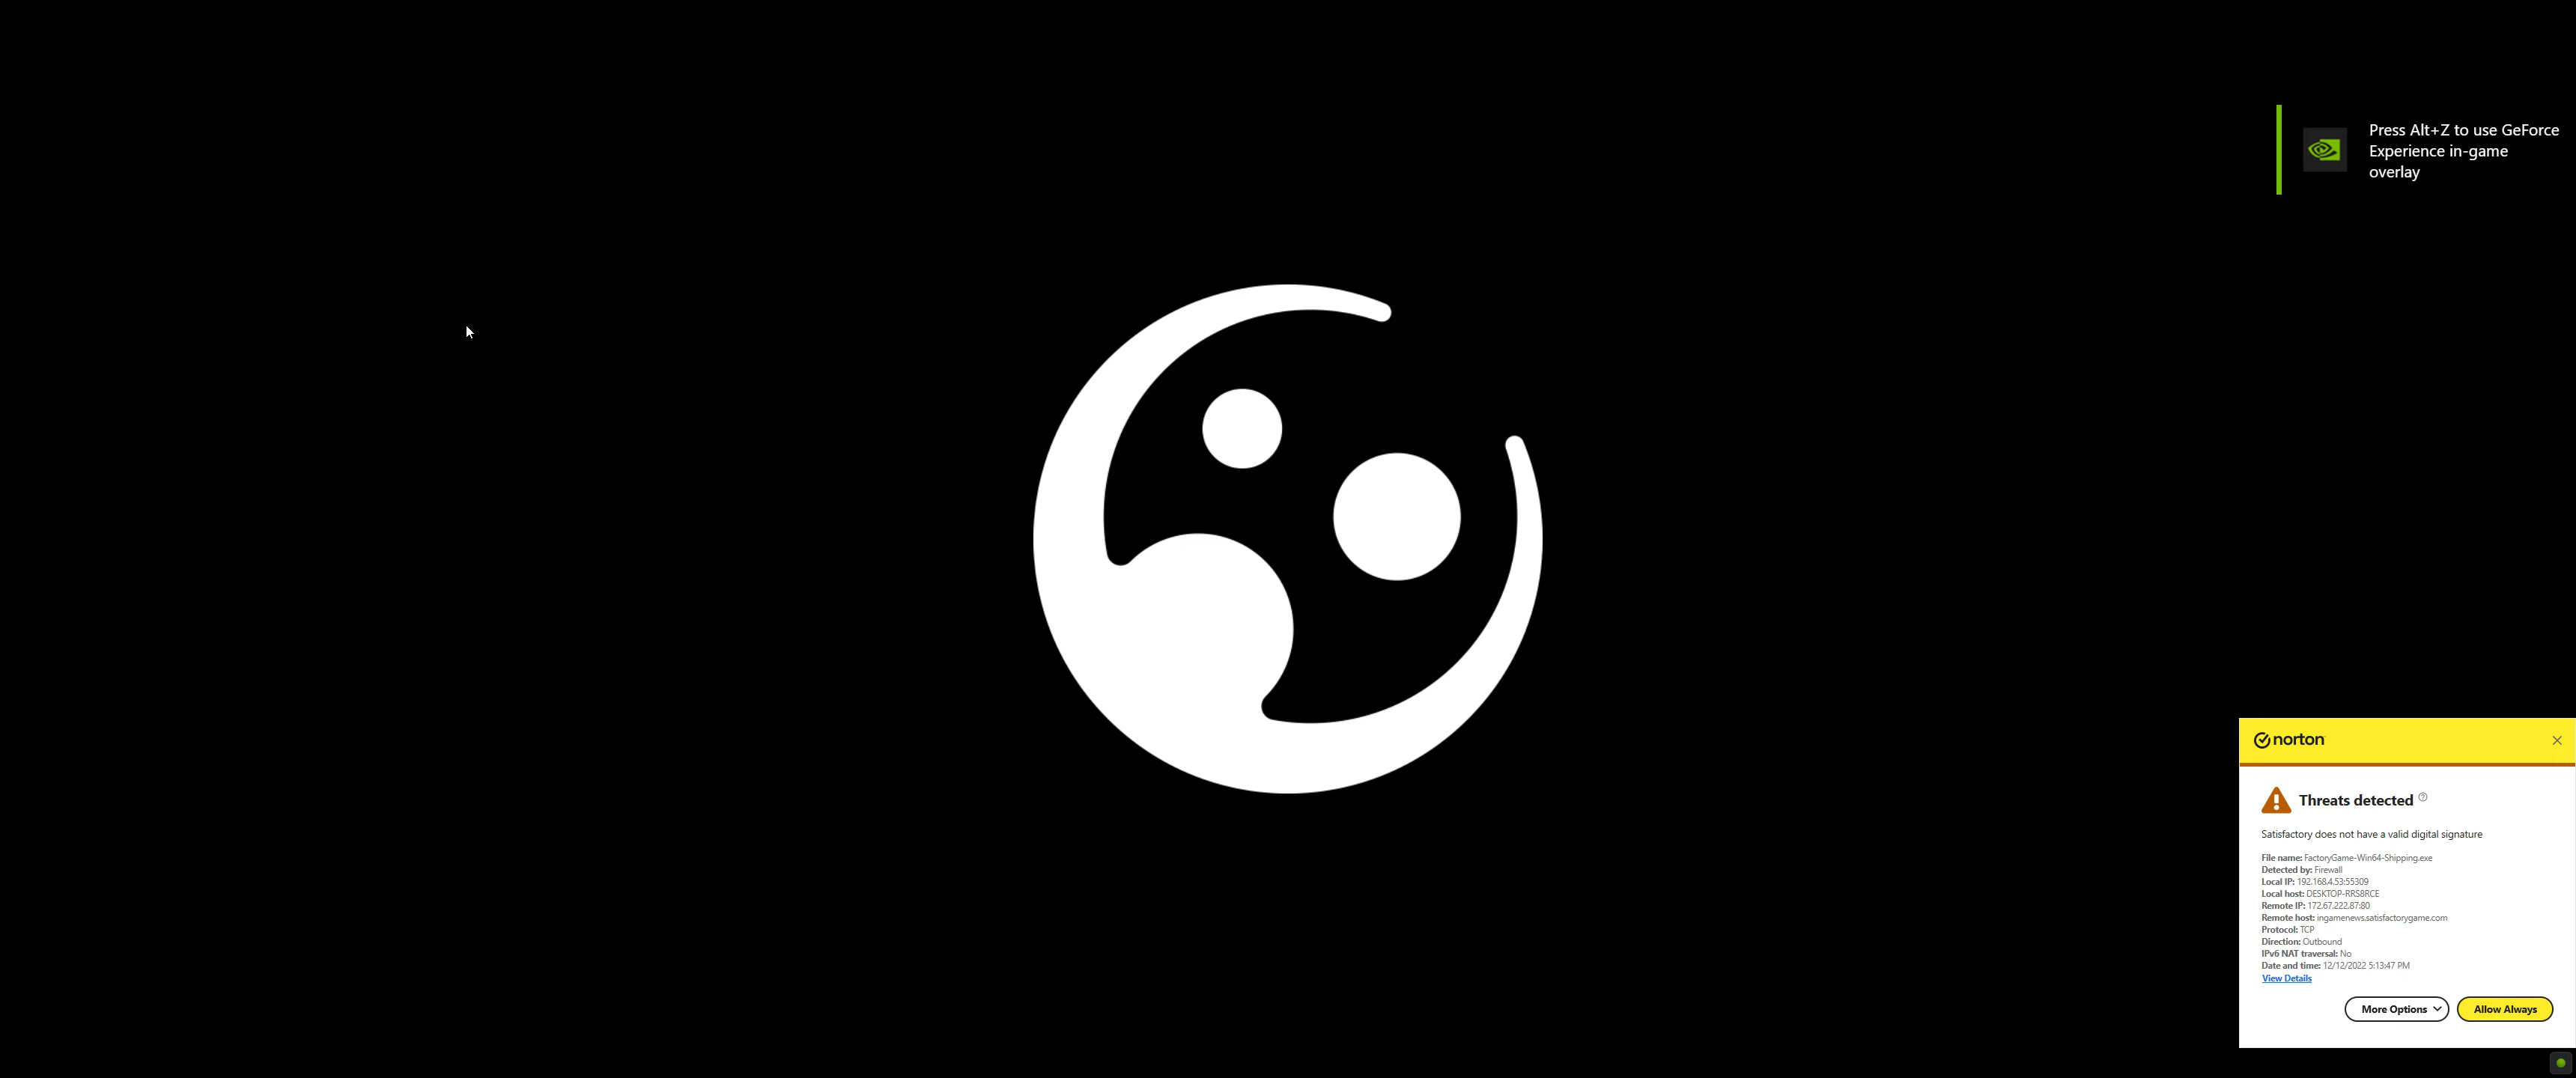 Press Alt+Z to use GeForce
Experience in-game
overlay
norton
Threats detected
Satisfactory does not have a valid digital signature
File name: FactoryGame-Win64-Shipping.exe
Detected by: Firewall
Local IP: 192.168.4.53:55309
Local host: DESKTOP-RRS8RCE
Remote IP: 172.67.222.87:80
Remote host: ingamenews.satisfactorygame.com
Protocol: TCP
Direction: Outbound
IPv6 NAT traversal: No
Date and time: 12/12/2022 5:13:47 PM
View Details
More Options
Allow Always